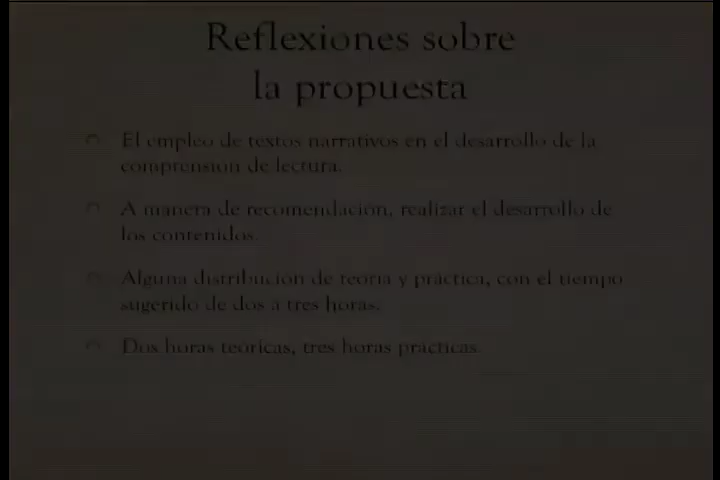 Reflexiones sobre
la propuesta
El empleo de textos narrativos en el desarrollo de la
comprensión de lectura.
A manera de recomendación, realizar el desarrollo de
los contenidos.
Alguna distribución de teoría y práctica, con el tiempo
sugerido de dos a tres horas.
Dos horas teóricas, tres horas prácticas.